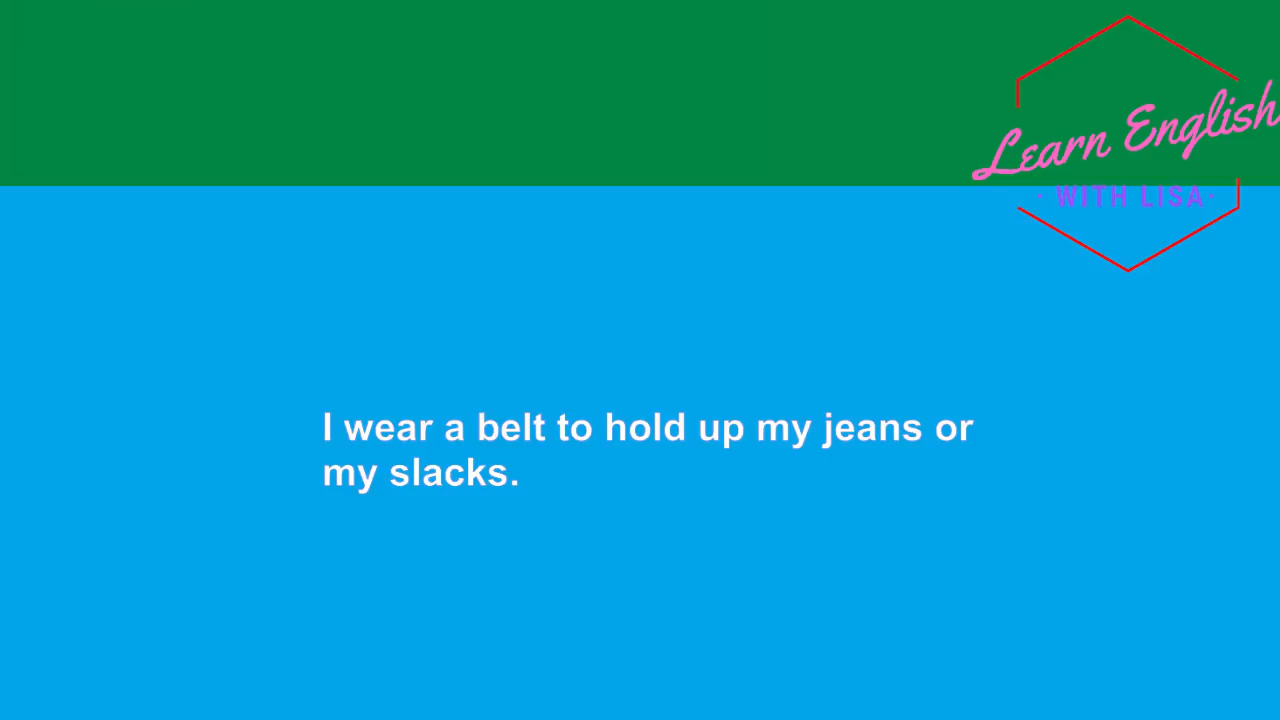 Learn English
· WITH LISA ·
I wear a belt to hold up my jeans or
my slacks.